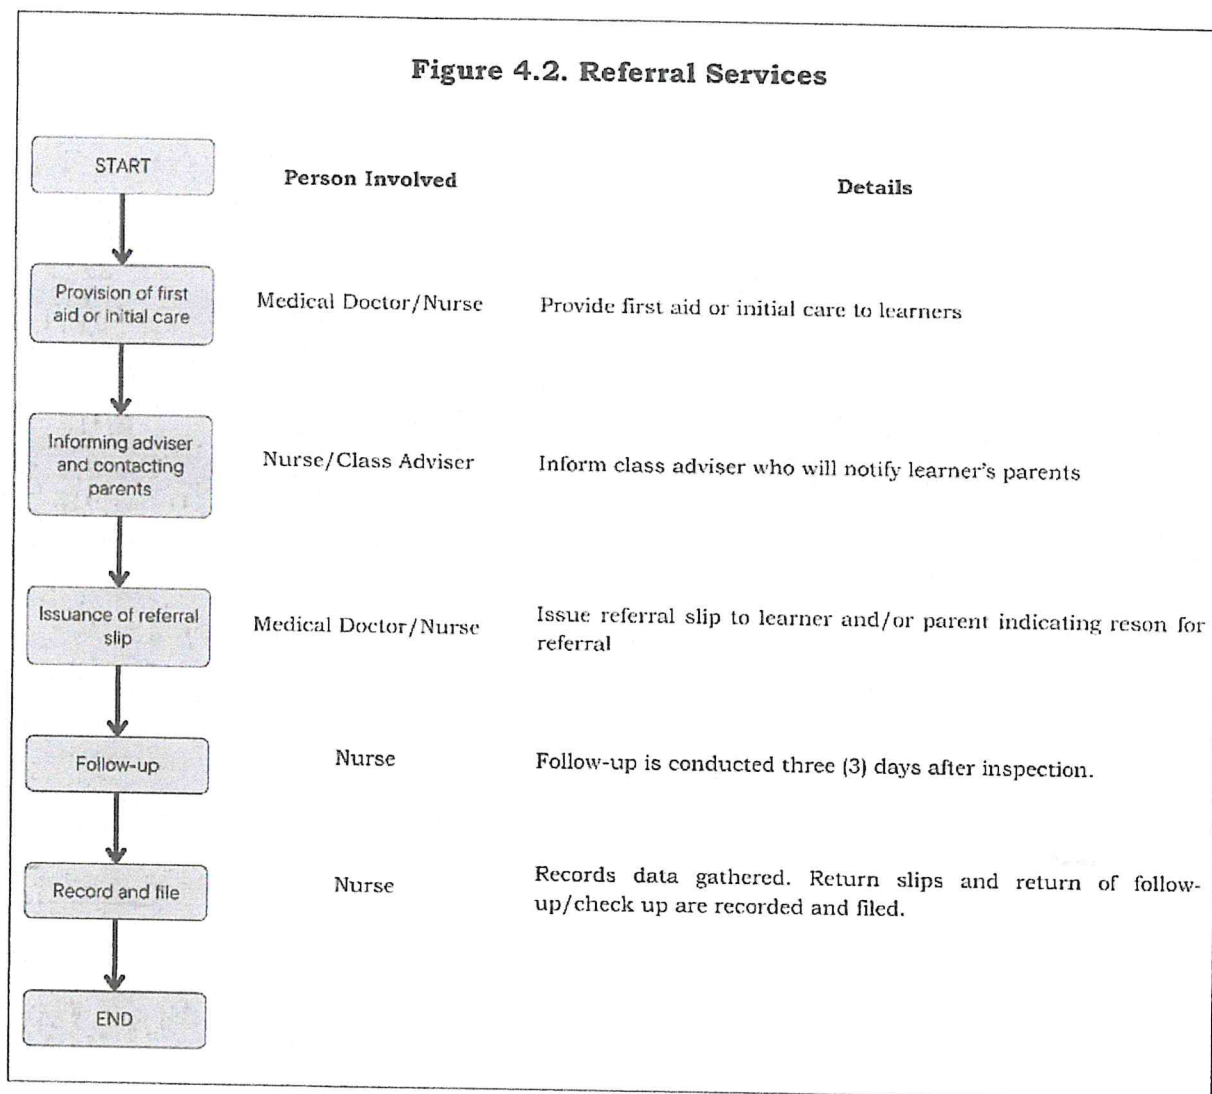 Figure 4.2. Referral Services
START
Person Involved
Details
Provision of first
aid or initial care
Medical Doctor/Nurse
Provide first aid or initial care to learners
Informing adviser
and contacting
parents
Nurse/Class Adviser
Inform class adviser who will notify learner's parents
Issuance of referral
slip
Medical Doctor/Nurse
Issue referral slip to learner and/or parent indicating reson for
referral
Follow-up
Nurse
Follow-up is conducted three (3) days after inspection.
Record and file
Nurse
Records data gathered. Return slips and return of follow-
up/check up are recorded and filed.
END